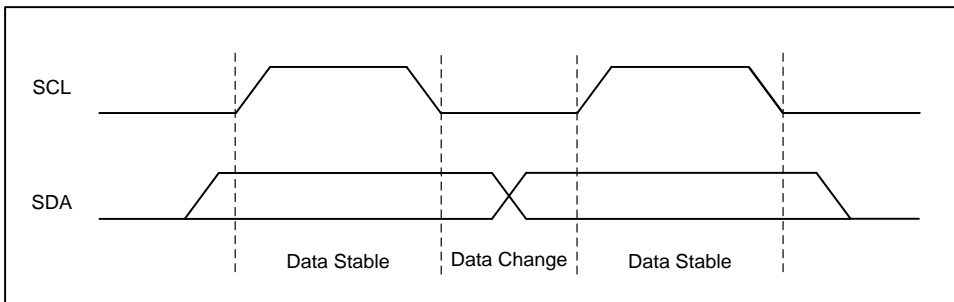 SCL
SDA
Data Stable
Data Change
Data Stable